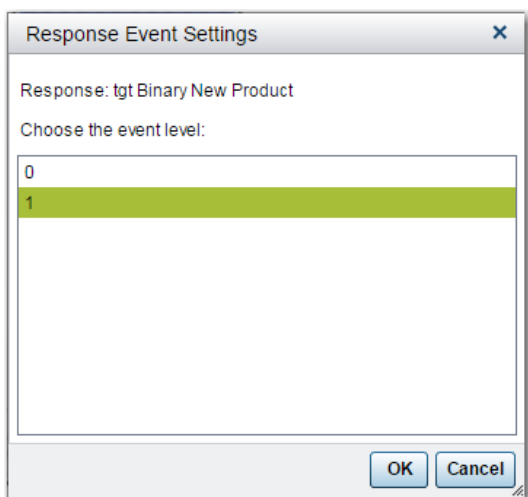 Response Event Settings
Response: tgt Binary New Product
Choose the event level:
0
1
OK Cancel